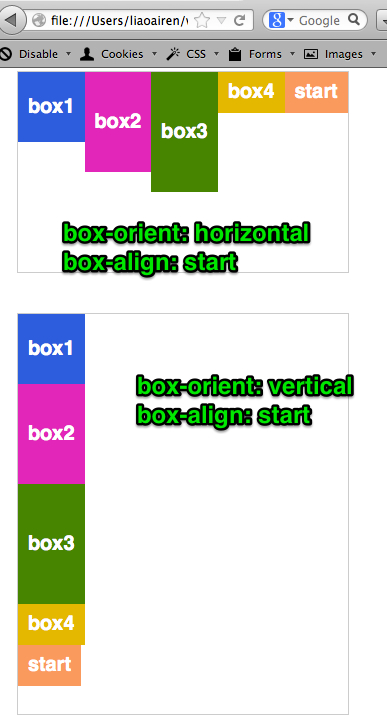 file:///Users/liaoairen/
Google
Disable Cookies CSS Forms Images
box1 box2 box3 box4 start
box-orient: horizontal
box-align: start
box1
box-orient: vertical
box-align: start
box2
box3
box4
start